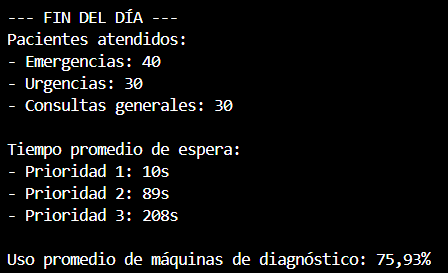 --- FIN DEL DÍA ---
Pacientes atendidos:
- Emergencias: 40
- Urgencias: 30
- Consultas generales: 30
Tiempo promedio de espera:
- Prioridad 1: 10s
- Prioridad 2: 89s
- Prioridad 3: 208s
Uso promedio de máquinas de diagnóstico: 75,93%